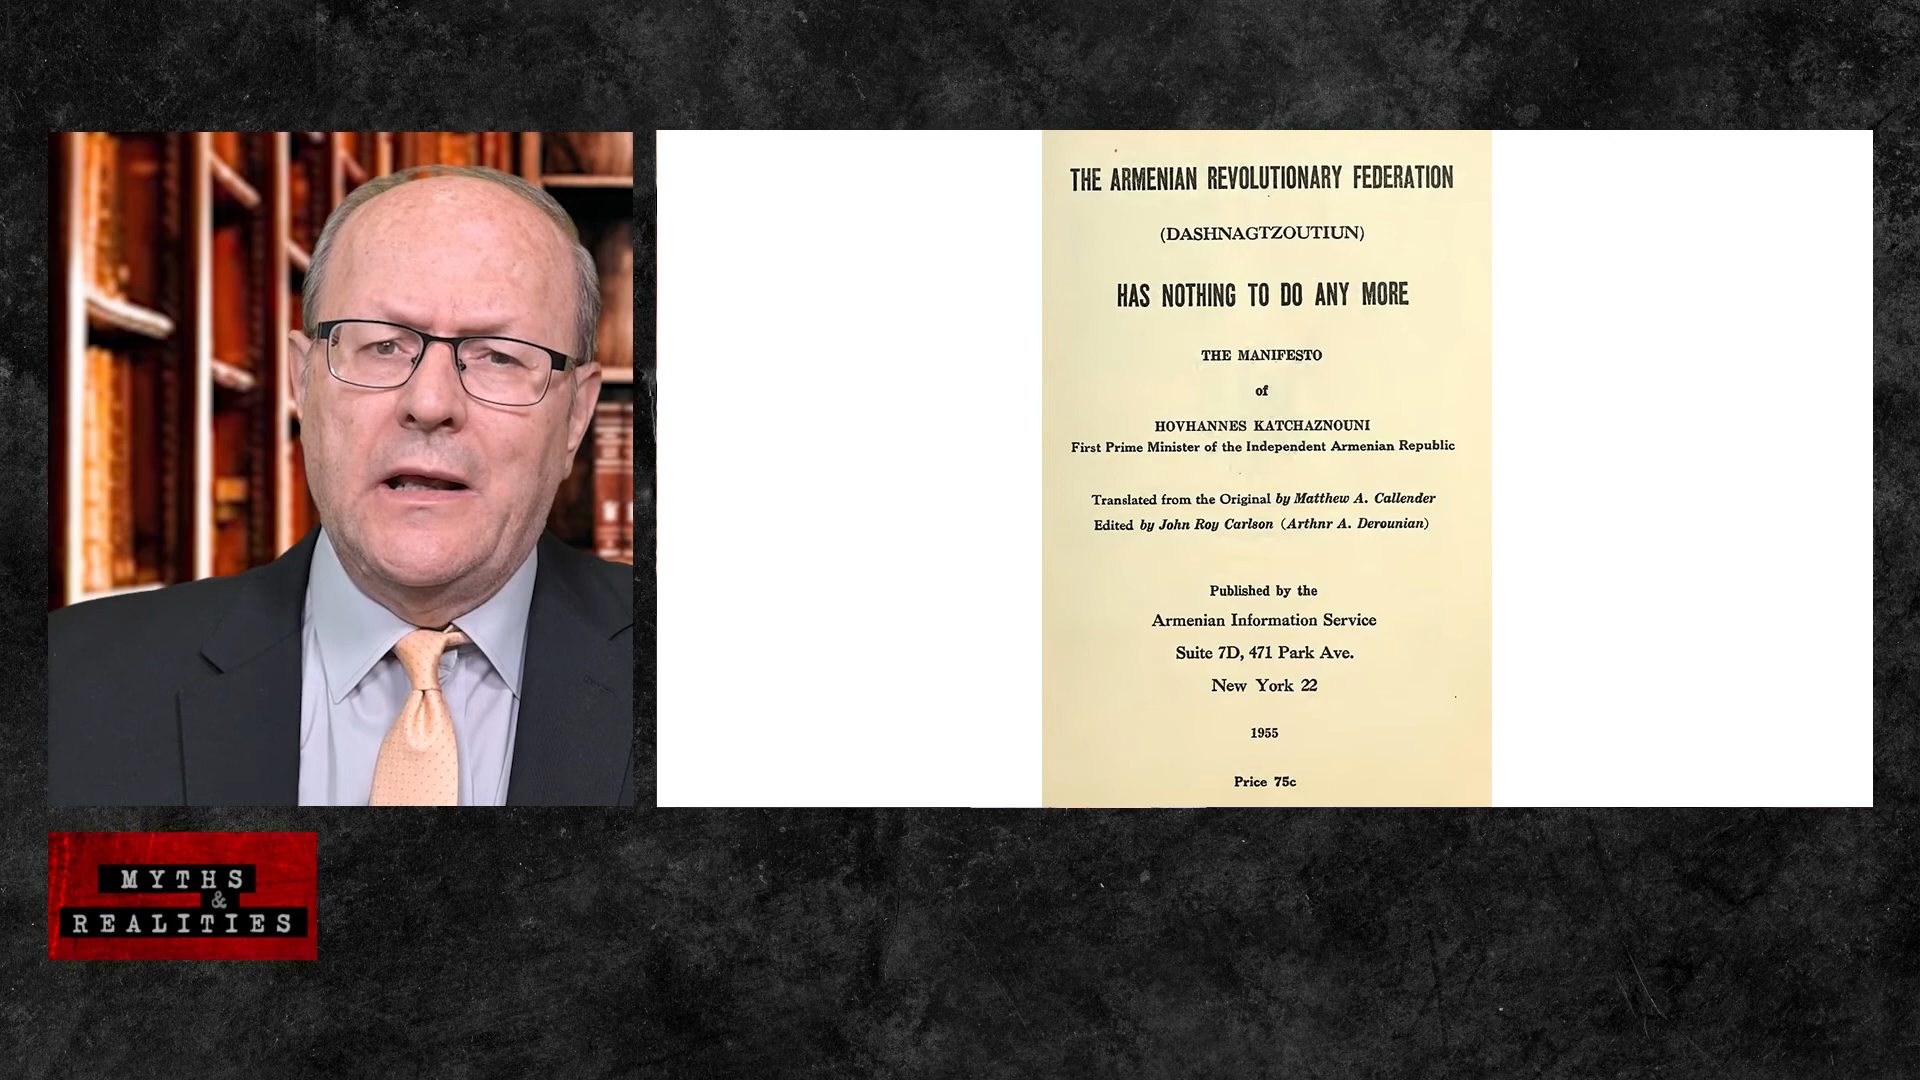 THE ARMENIAN REVOLUTIONARY FEDERATION
(DASHNAGTZOUTIUN)
HAS NOTHING TO DO ANY MORE
THE MANIFESTO
of
HOVHANNES KATCHAZNOUNI
First Prime Minister of the Independent Armenian Republic
Translated from the Original by Matthew A. Callender
Edited by John Roy Carlson (Arthnr A. Derounian)
Published by the
Armenian Information Service
Suite 7D, 471 Park Ave.
New York 22
1955
Price 75c
MYTHS
&
REALITIES